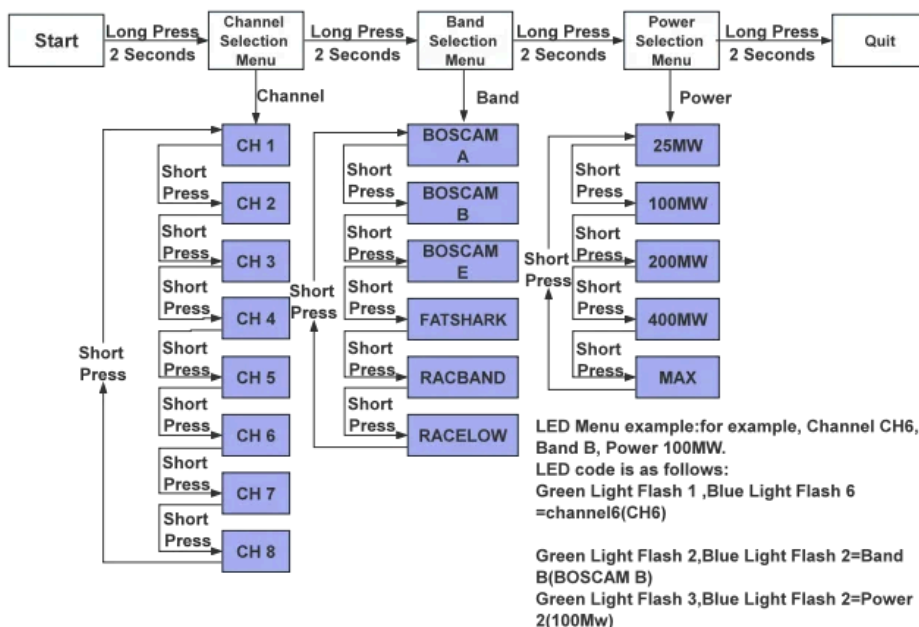 Start
Long Press
2 Seconds
Channel
Selection
Menu
Long Press
2 Seconds
Band
Selection
Menu
Long Press
2 Seconds
Power
Selection
Menu
Long Press
2 Seconds
Quit
Channel
CH 1
Short
Press
CH 2
Short
Press
CH 3
Short
Press
CH 4
Short
Press
CH 5
Short
Press
CH 6
Short
Press
CH 7
Short
Press
CH 8
Short
Press
Band
BOSCAM
A
Short
Press
BOSCAM
B
Short
Press
BOSCAM
E
Short
Press
FATSHARK
Short
Press
RACBAND
Short
Press
RACELOW
Short
Press
Power
25MW
Short
Press
100MW
Short
Press
200MW
Short
Press
400MW
Short
Press
MAX
Short
Press
LED Menu example:for example, Channel CH6,
Band B, Power 100MW.
LED code is as follows:
Green Light Flash 1 ,Blue Light Flash 6
=channel6(CH6)
Green Light Flash 2,Blue Light Flash 2=Band
B(BOSCAM B)
Green Light Flash 3,Blue Light Flash 2=Power
2(100Mw)